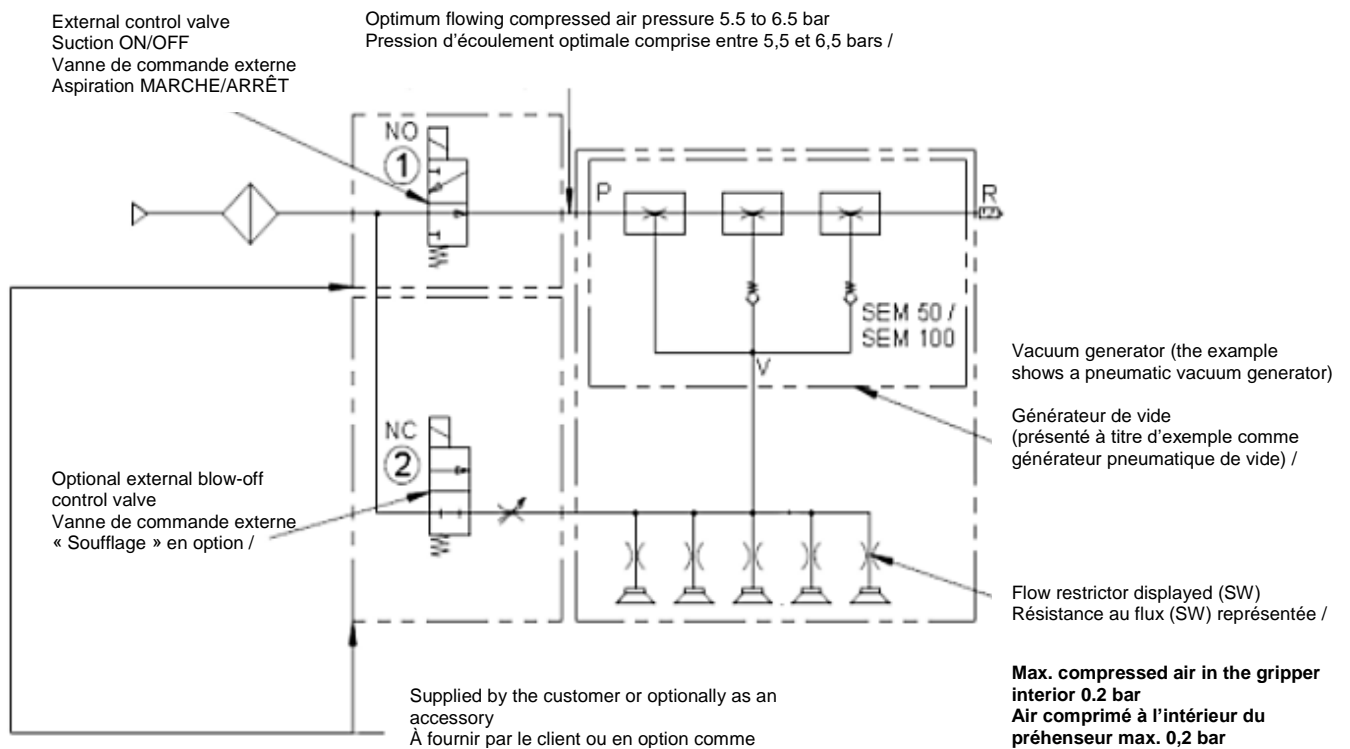 External control valve
Suction ON/OFF
Vanne de commande externe
Aspiration MARCHE/ARRÊT
Optimum flowing compressed air pressure 5.5 to 6.5 bar
Pression d’écoulement optimale comprise entre 5,5 et 6,5 bars /
NO
1
P
R
SEM 50 /
SEM 100
V
Vacuum generator (the example
shows a pneumatic vacuum generator)
Générateur de vide
(présenté à titre d’exemple comme
générateur pneumatique de vide) /
NC
2
Optional external blow-off
control valve
Vanne de commande externe
« Soufflage » en option /
Flow restrictor displayed (SW)
Résistance au flux (SW) représentée /
Max. compressed air in the gripper
interior 0.2 bar
Air comprimé à l’intérieur du
préhenseur max. 0,2 bar
Supplied by the customer or optionally as an
accessory
À fournir par le client ou en option comme